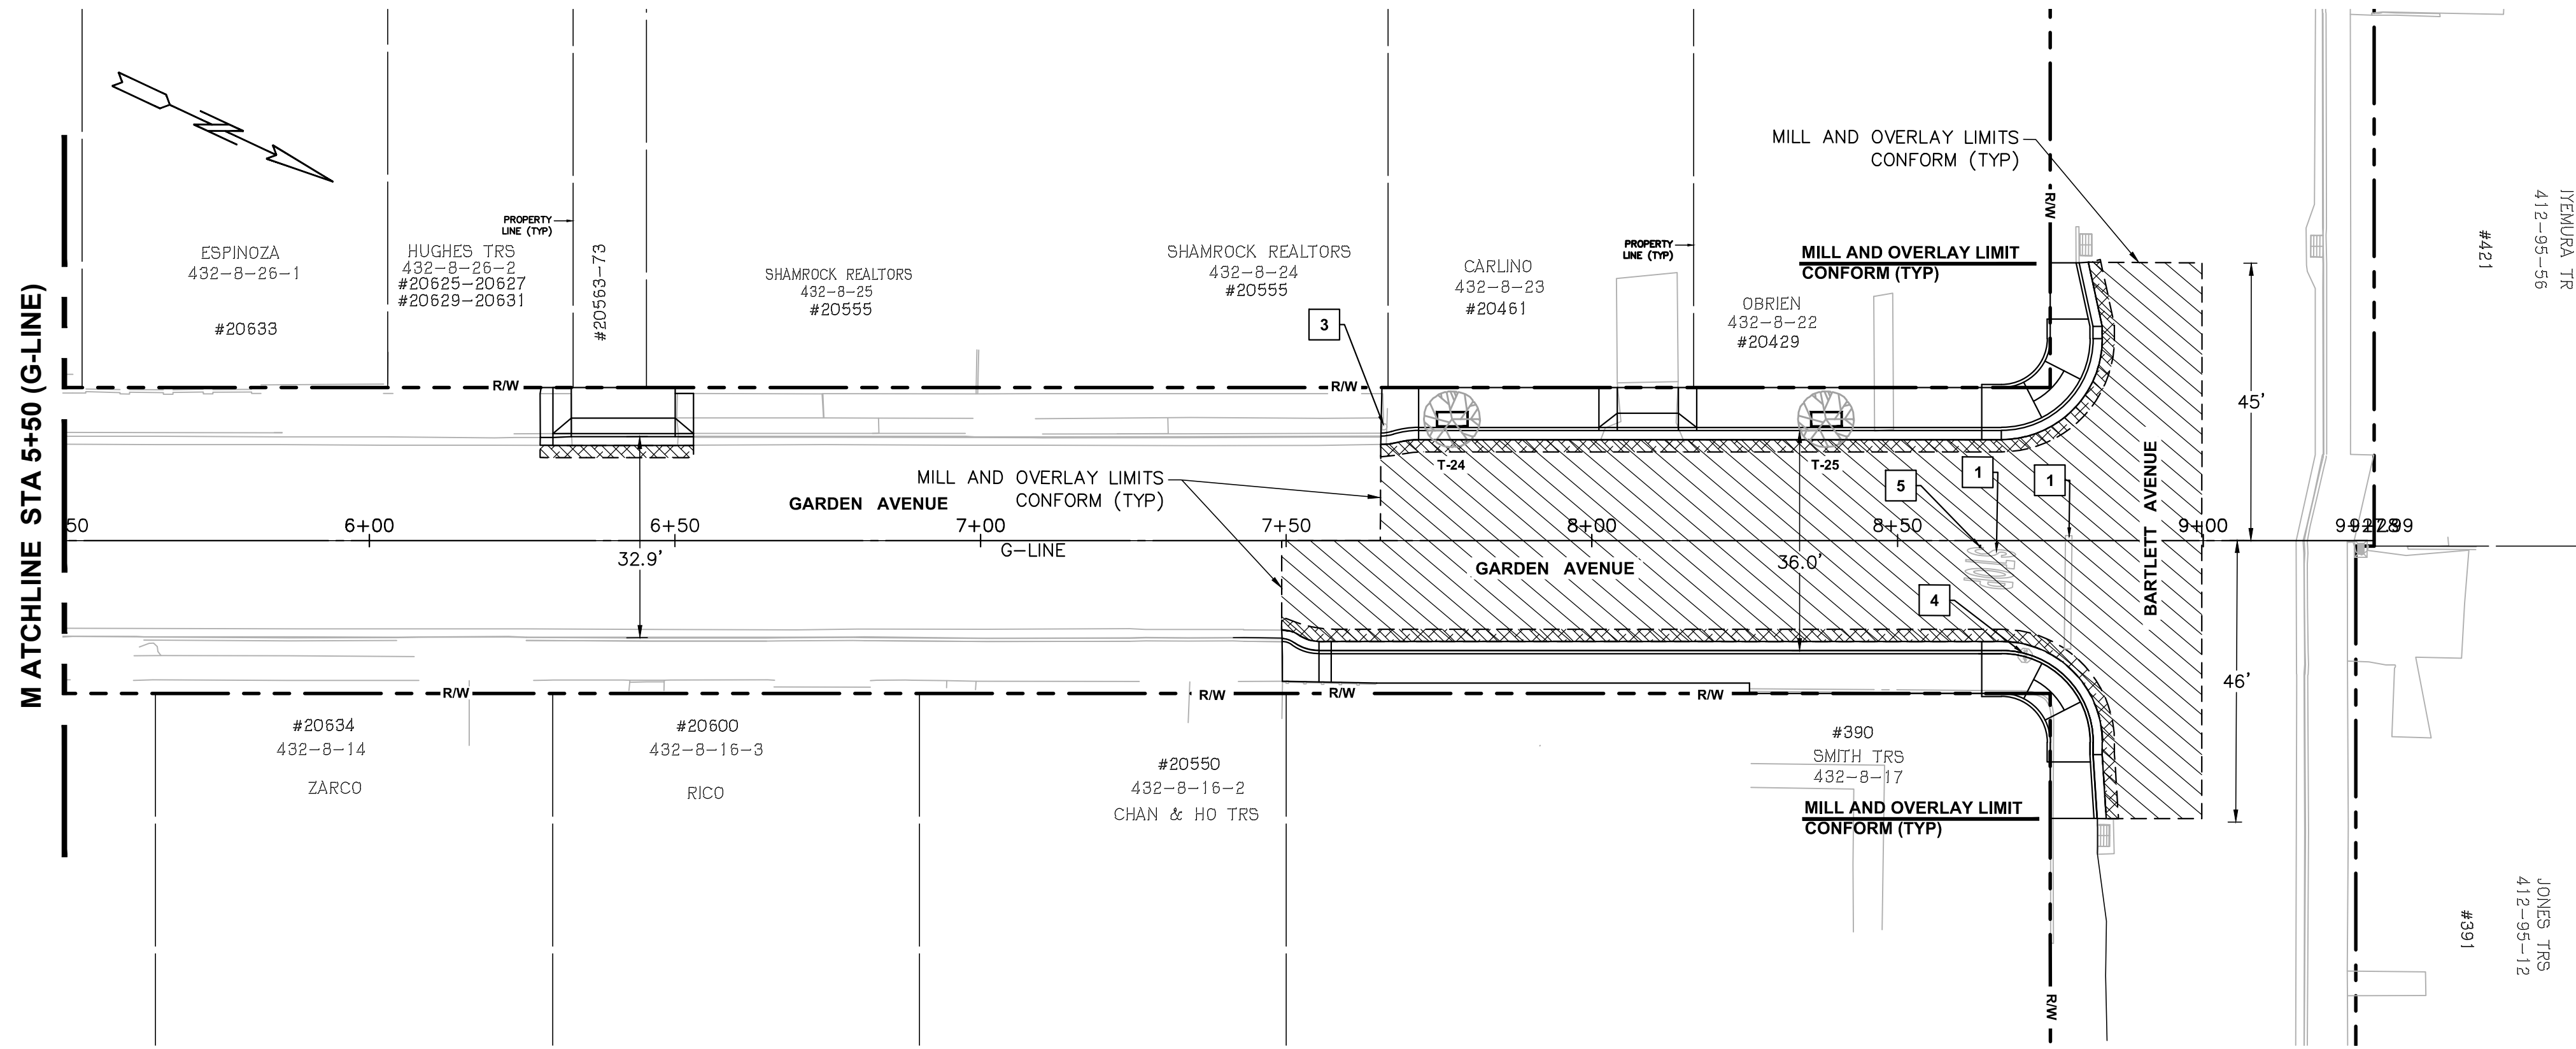 MATCHLINE STA 5+50 (G-LINE)
ESPINOZA
432-8-26-1
#20633
HUGHES TRS
432-8-26-2
#20625-20627
#20629-20631
PROPERTY
LINE (TYP)
#20563-73
SHAMROCK REALTORS
432-8-25
#20555
SHAMROCK REALTORS
432-8-24
#20555
CARLINO
432-8-23
#20461
PROPERTY
LINE (TYP)
OBRIEN
432-8-22
#20429
MILL AND OVERLAY LIMITS
CONFORM (TYP)
MILL AND OVERLAY LIMIT
CONFORM (TYP)
R/W
#421
IYEMURA TR
412-95-56
3
R/W
R/W
45'
T-24
T-25
MILL AND OVERLAY LIMITS
CONFORM (TYP)
GARDEN AVENUE
5
1
1
BARTLETT AVENUE
50
6+00
6+50
7+00
7+50
8+00
8+50
9+00
G-LINE
32.9'
GARDEN AVENUE
36.0'
4
46'
R/W
R/W
R/W
R/W
#20634
432-8-14
ZARCO
#20600
432-8-16-3
RICO
#20550
432-8-16-2
CHAN & HO TRS
#390
SMITH TRS
432-8-17
MILL AND OVERLAY LIMIT
CONFORM (TYP)
R/W
#391
JONES TRS
412-95-12